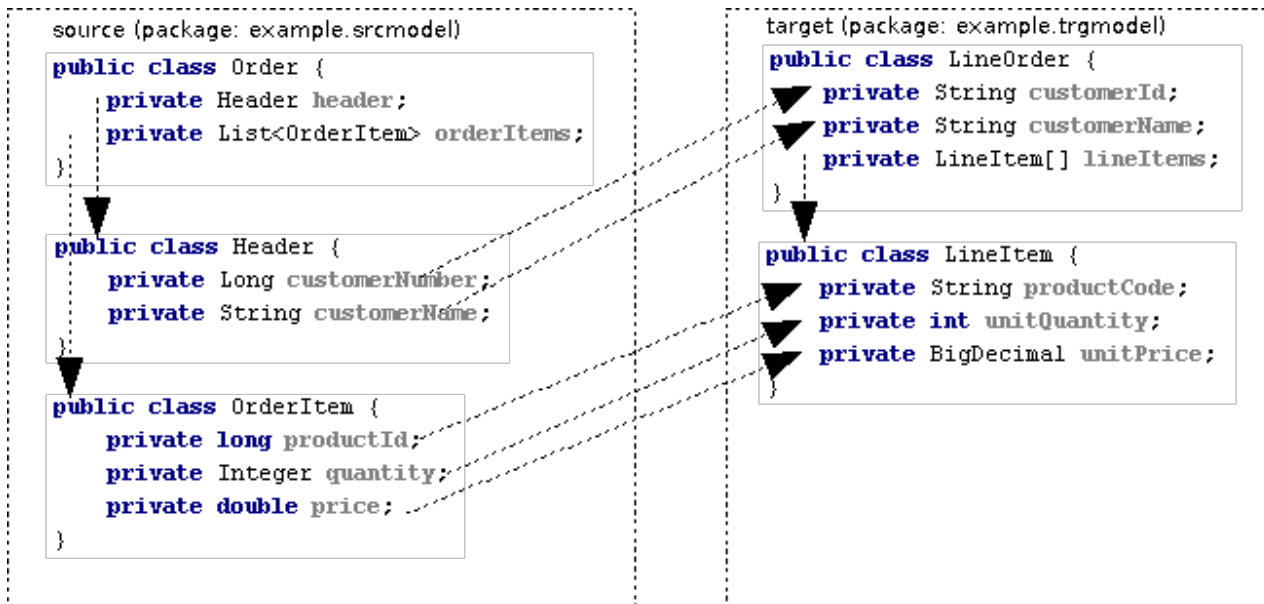 source (package: example.srcmodel)
public class Order {
private Header header;
private List<OrderItem> orderItems;
}
public class Header {
private Long customerNumber;
private String customerName;
}
public class OrderItem {
private long productId;
private Integer quantity;
private double price;
}
target (package: example.trgmodel)
public class LineOrder {
private String customerId;
private String customerName;
private LineItem[] lineItems;
}
public class LineItem {
private String productCode;
private int unitQuantity;
private BigDecimal unitPrice;
}